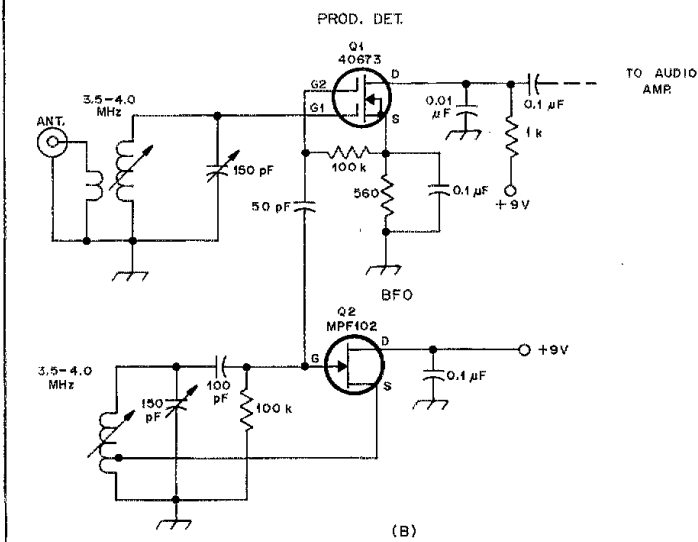 PROD. DET.
Q1
40673
G2
D
G1
S
3.5-4.0
MHz
ANT.
150 pF
100 k
0.01
µF
0.1 µF
TO AUDIO
AMP.
1 k
+9V
560
0.1 µF
50 pF
BFO
Q2
MPF102
D
G
S
+9V
0.1 µF
3.5-4.0
MHz
150
pF
100
pF
100 k
(B)